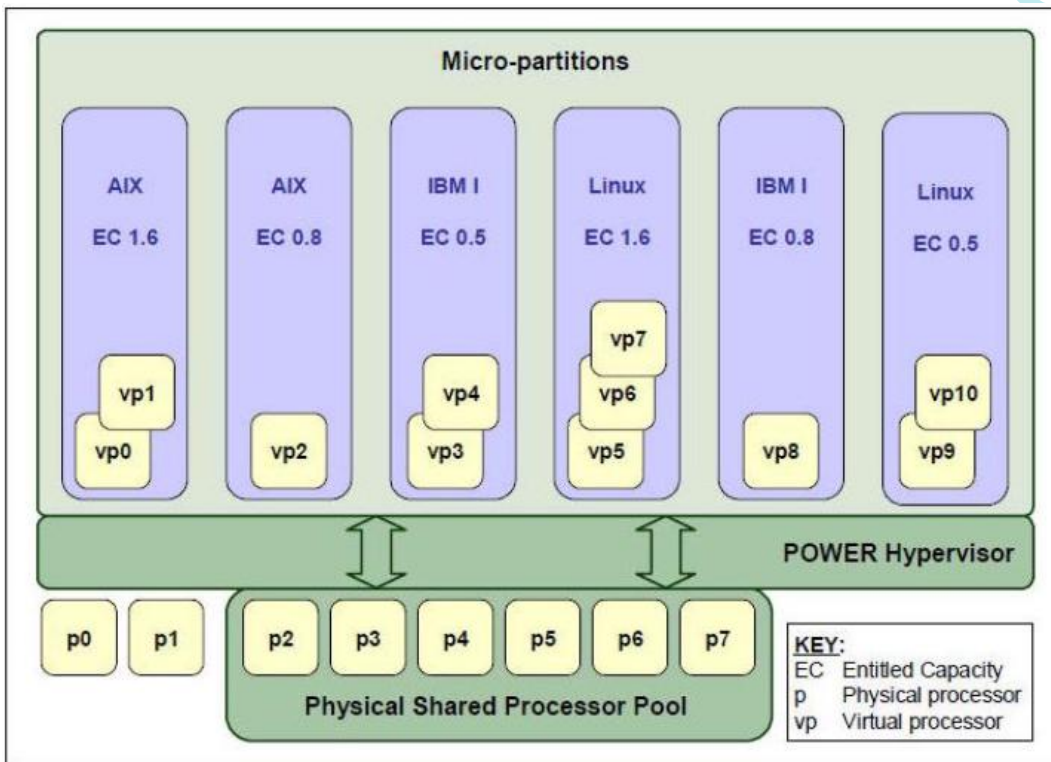 Micro-partitions
AIX
EC 1.6
vp1
vp0
AIX
EC 0.8
vp2
IBM I
EC 0.5
vp4
vp3
Linux
EC 1.6
vp7
vp6
vp5
IBM I
EC 0.8
vp8
Linux
EC 0.5
vp10
vp9
POWER Hypervisor
p0 p1 p2 p3 p4 p5 p6 p7
Physical Shared Processor Pool
KEY:
EC Entitled Capacity
p Physical processor
vp Virtual processor